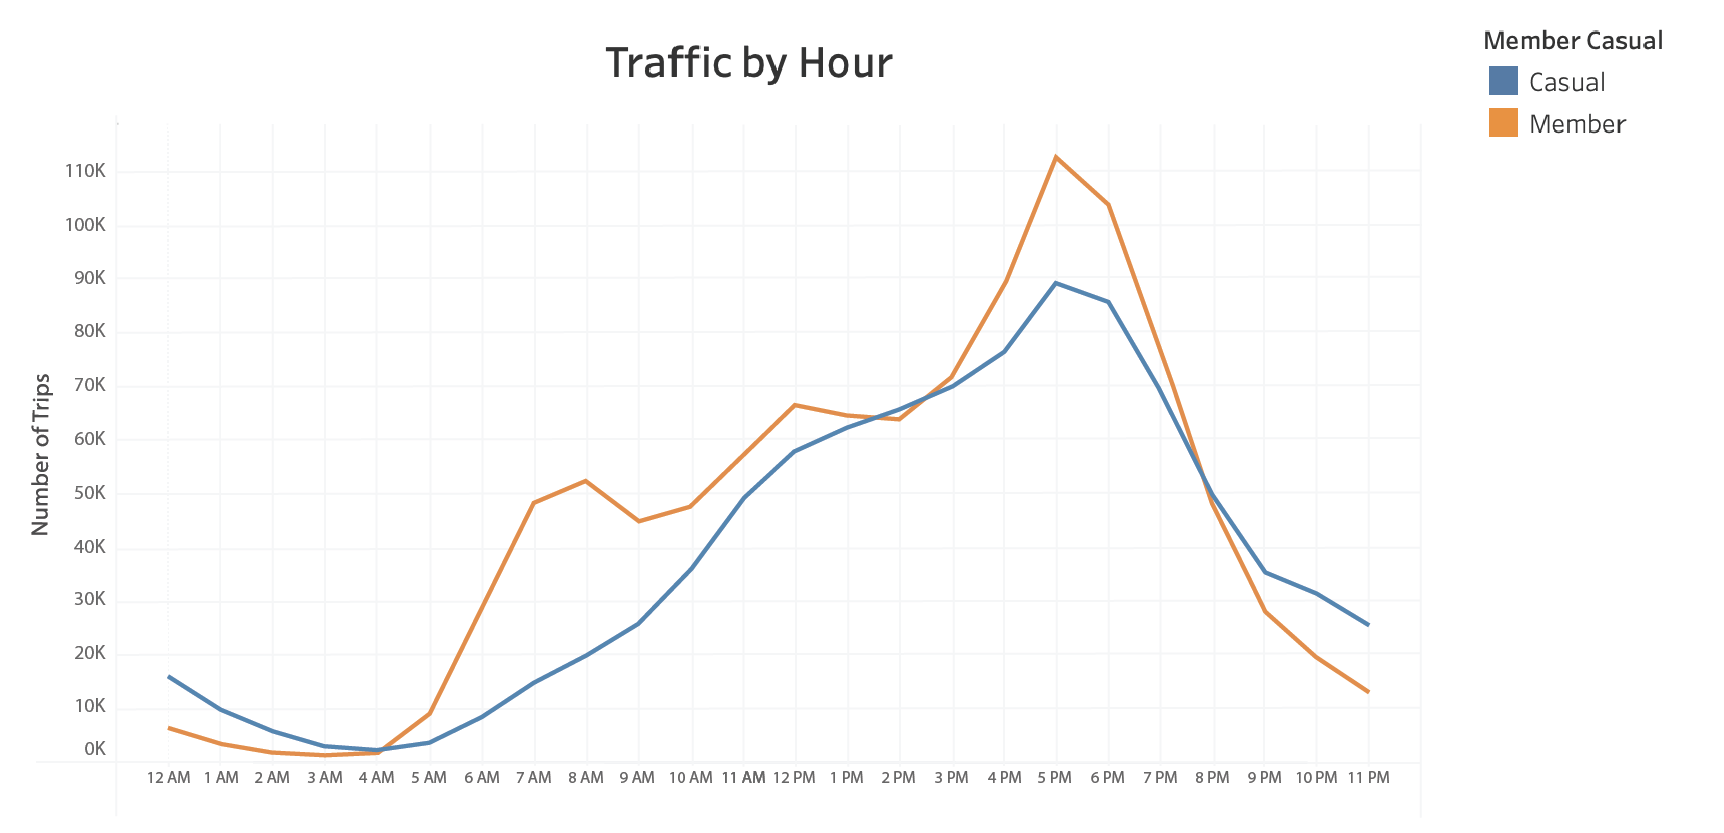 Traffic by Hour
Member Casual
Casual
Member
Number of Trips
110K
100K
90K
80K
70K
60K
50K
40K
30K
20K
10K
0K
12 AM 1 AM 2 AM 3 AM 4 AM 5 AM 6 AM 7 AM 8 AM 9 AM 10 AM 11 AM 12 PM 1 PM 2 PM 3 PM 4 PM 5 PM 6 PM 7 PM 8 PM 9 PM 10 PM 11 PM